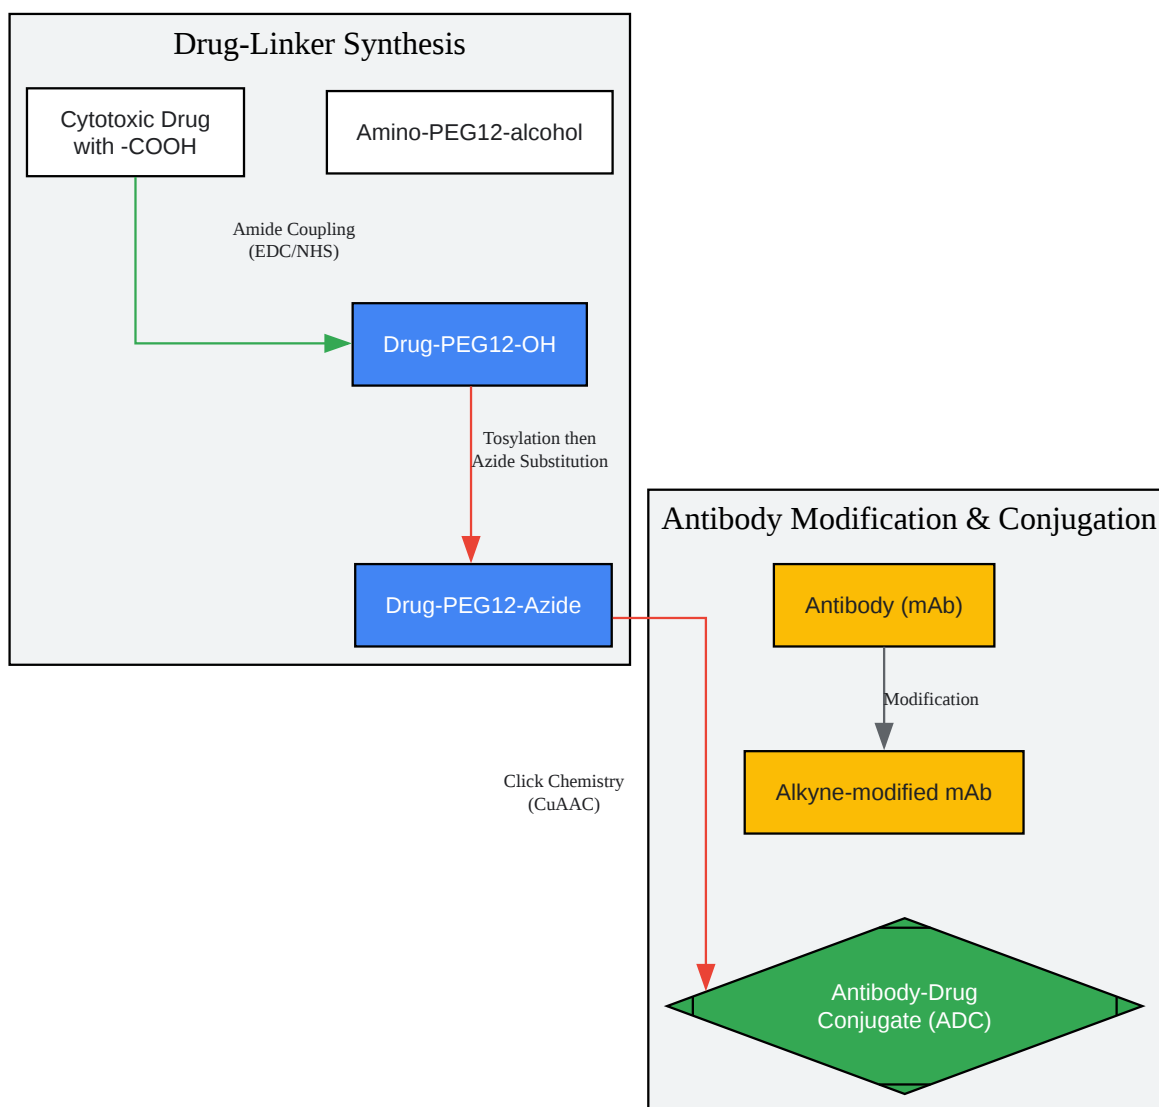 Drug-Linker Synthesis
Cytotoxic Drug
with -COOH
Amino-PEG12-alcohol
Amide Coupling
(EDC/NHS)
Drug-PEG12-OH
Tosylation then
Azide Substitution
Drug-PEG12-Azide
Antibody Modification & Conjugation
Antibody (mAb)
Modification
Alkyne-modified mAb
Click Chemistry
(CuAAC)
Antibody-Drug
Conjugate (ADC)